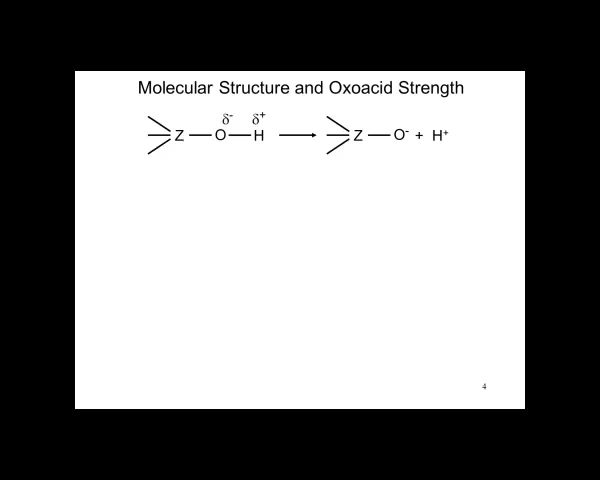 Molecular Structure and Oxoacid Strength
δ- δ+
Z O H Z O- + H+
4